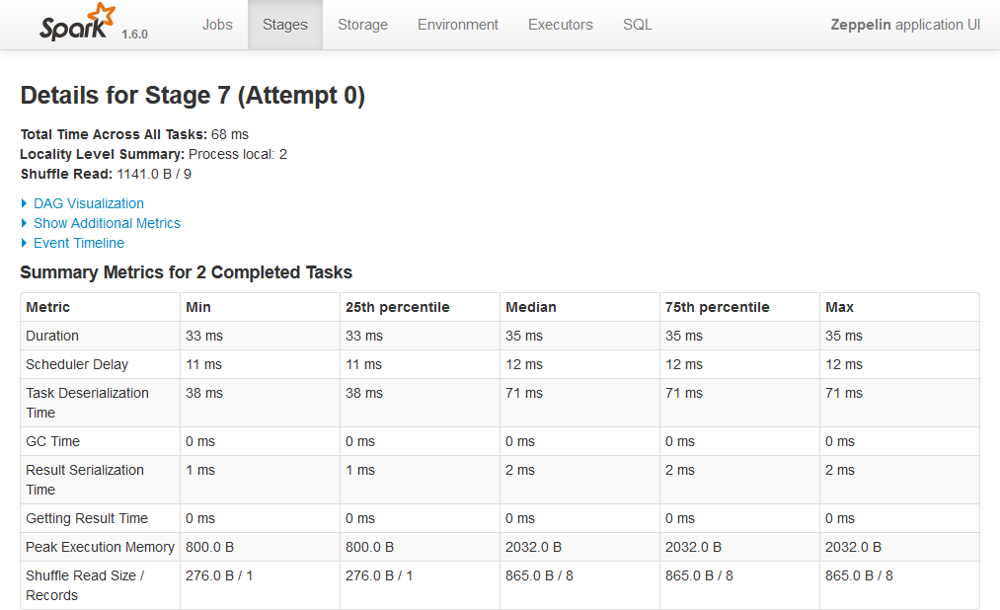 Spark 1.6.0 Jobs Stages Storage Environment Executors SQL Zeppelin application UI
Details for Stage 7 (Attempt 0)
Total Time Across All Tasks: 68 ms
Locality Level Summary: Process local: 2
Shuffle Read: 1141.0 B / 9
DAG Visualization
Show Additional Metrics
Event Timeline
Summary Metrics for 2 Completed Tasks
Metric Min 25th percentile Median 75th percentile Max
Duration 33 ms 33 ms 35 ms 35 ms 35 ms
Scheduler Delay 11 ms 11 ms 12 ms 12 ms 12 ms
Task Deserialization 38 ms 38 ms 71 ms 71 ms 71 ms
Time
GC Time 0 ms 0 ms 0 ms 0 ms 0 ms
Result Serialization 1 ms 1 ms 2 ms 2 ms 2 ms
Time
Getting Result Time 0 ms 0 ms 0 ms 0 ms 0 ms
Peak Execution Memory 800.0 B 800.0 B 2032.0 B 2032.0 B 2032.0 B
Shuffle Read Size / 276.0 B / 1 276.0 B / 1 865.0 B / 8 865.0 B / 8 865.0 B / 8
Records